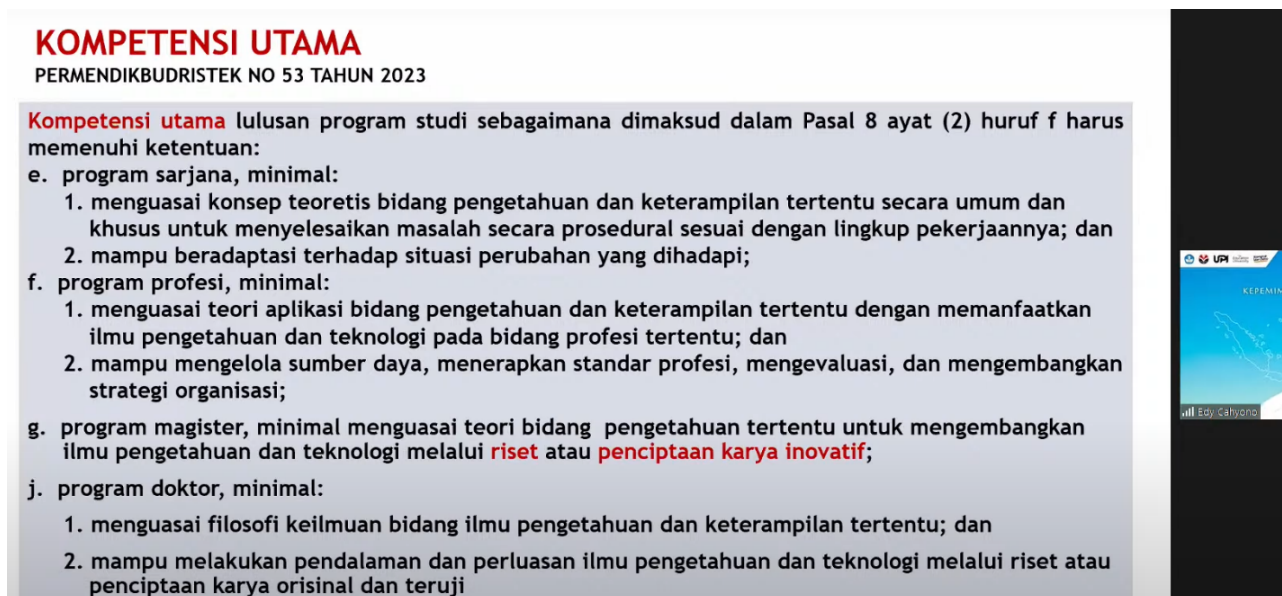 KOMPETENSI UTAMA
PERMENDIKBUDRISTEK NO 53 TAHUN 2023
Kompetensi utama lulusan program studi sebagaimana dimaksud dalam Pasal 8 ayat (2) huruf f harus
memenuhi ketentuan:
e. program sarjana, minimal:
1. menguasai konsep teoretis bidang pengetahuan dan keterampilan tertentu secara umum dan
khusus untuk menyelesaikan masalah secara prosedural sesuai dengan lingkup pekerjaannya; dan
2. mampu beradaptasi terhadap situasi perubahan yang dihadapi;
f. program profesi, minimal:
1. menguasai teori aplikasi bidang pengetahuan dan keterampilan tertentu dengan memanfaatkan
ilmu pengetahuan dan teknologi pada bidang profesi tertentu; dan
2. mampu mengelola sumber daya, menerapkan standar profesi, mengevaluasi, dan mengembangkan
strategi organisasi;
g. program magister, minimal menguasai teori bidang pengetahuan tertentu untuk mengembangkan
ilmu pengetahuan dan teknologi melalui riset atau penciptaan karya inovatif;
j. program doktor, minimal:
1. menguasai filosofi keilmuan bidang ilmu pengetahuan dan keterampilan tertentu; dan
2. mampu melakukan pendalaman dan perluasan ilmu pengetahuan dan teknologi melalui riset atau
penciptaan karya orisinal dan teruji
UPI
KEPEMIM
Edy Cahyono